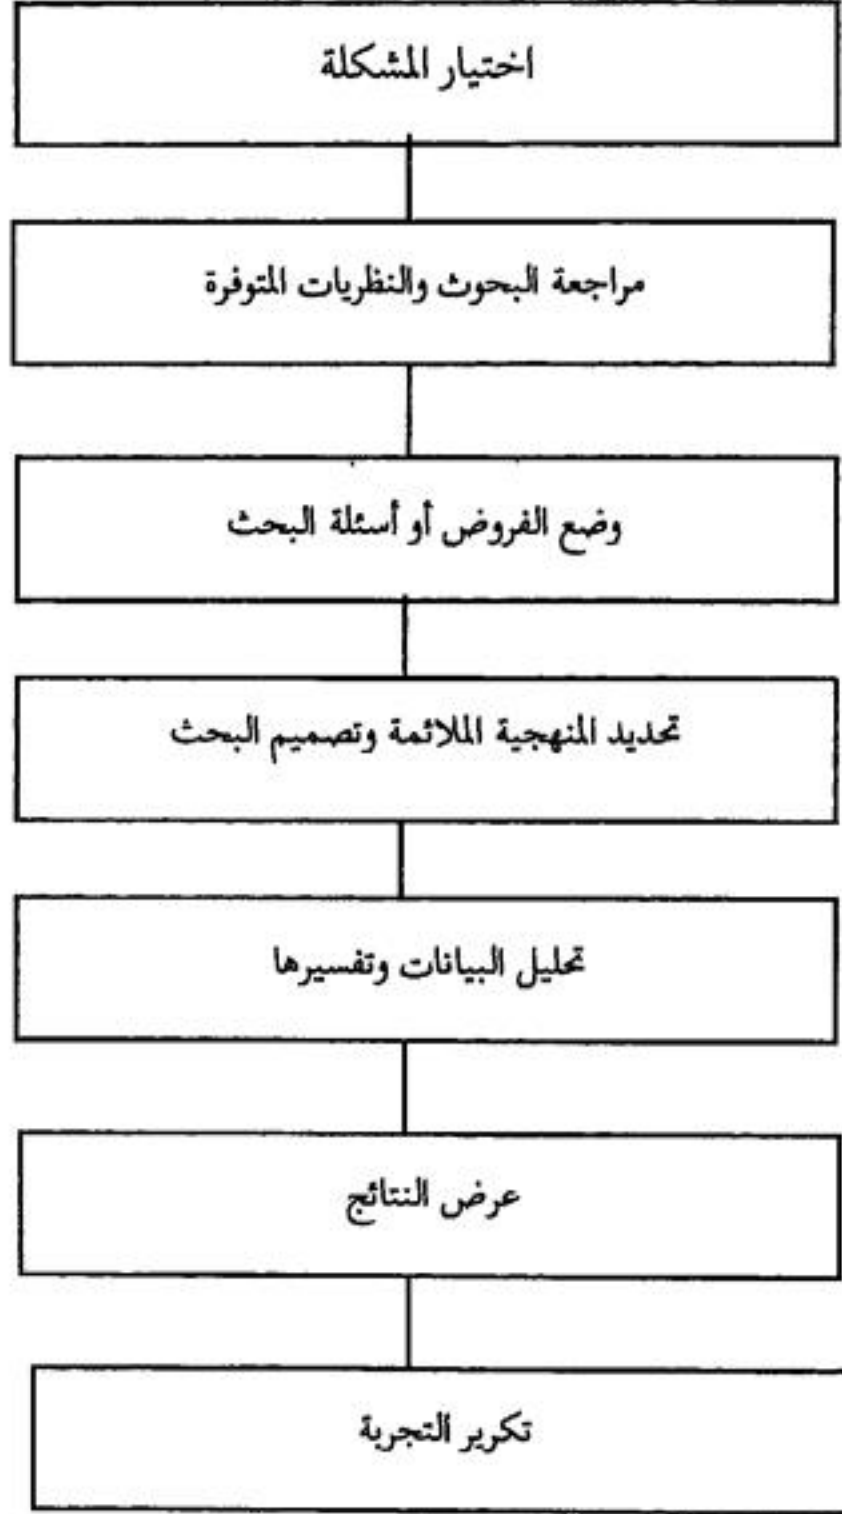 اختيار المشكلة
مراجعة البحوث والنظريات المتوفرة
وضع الفروض أو أسئلة البحث
تحديد المنهجية الملائمة وتصميم البحث
تحليل البيانات وتفسيرها
عرض النتائج
تكرير التجربة